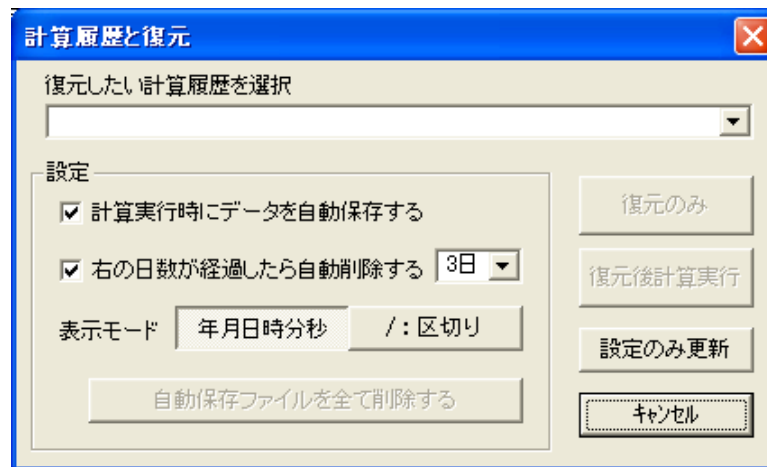 計算履歴と復元
復元したい計算履歴を選択
設定
計算実行時にデータを自動保存する
右の日数が経過したら自動削除する 3日
表示モード 年月日時分秒 /:区切り
自動保存ファイルを全て削除する
復元のみ
復元後計算実行
設定のみ更新
キャンセル